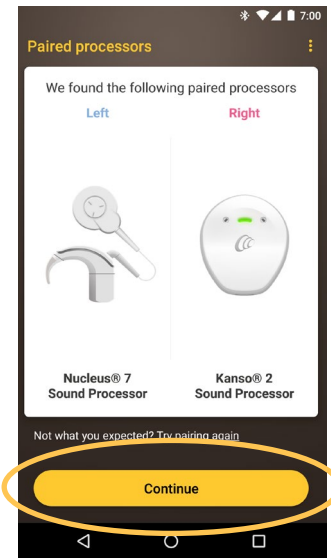 7:00
Paired processors
We found the following paired processors
Left
Right
Nucleus® 7
Sound Processor
Kanso® 2
Sound Processor
Not what you expected? Try pairing again
Continue